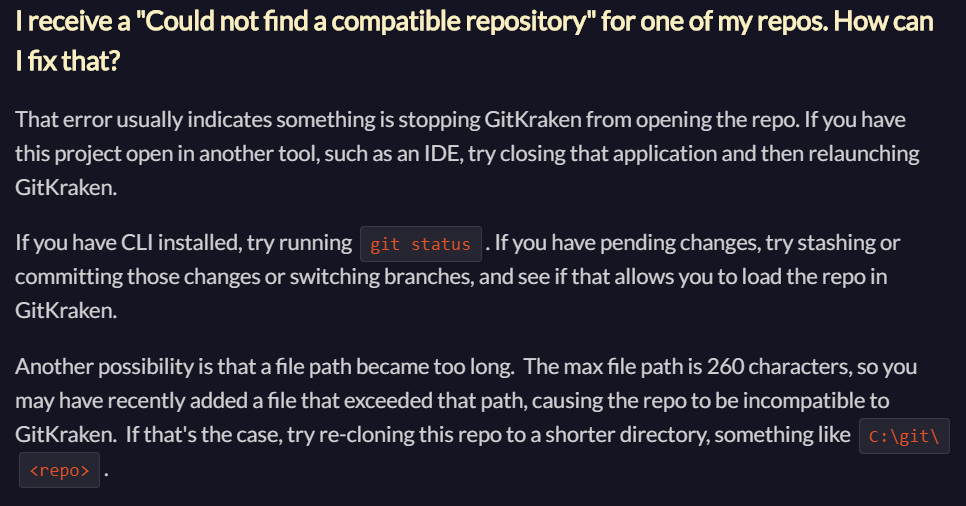 I receive a "Could not find a compatible repository" for one of my repos. How can
I fix that?
That error usually indicates something is stopping GitKraken from opening the repo. If you have
this project open in another tool, such as an IDE, try closing that application and then relaunching
GitKraken.
If you have CLI installed, try running git status . If you have pending changes, try stashing or
committing those changes or switching branches, and see if that allows you to load the repo in
GitKraken.
Another possibility is that a file path became too long. The max file path is 260 characters, so you
may have recently added a file that exceeded that path, causing the repo to be incompatible to
GitKraken. If that's the case, try re-cloning this repo to a shorter directory, something like C:\git\
<repo> .